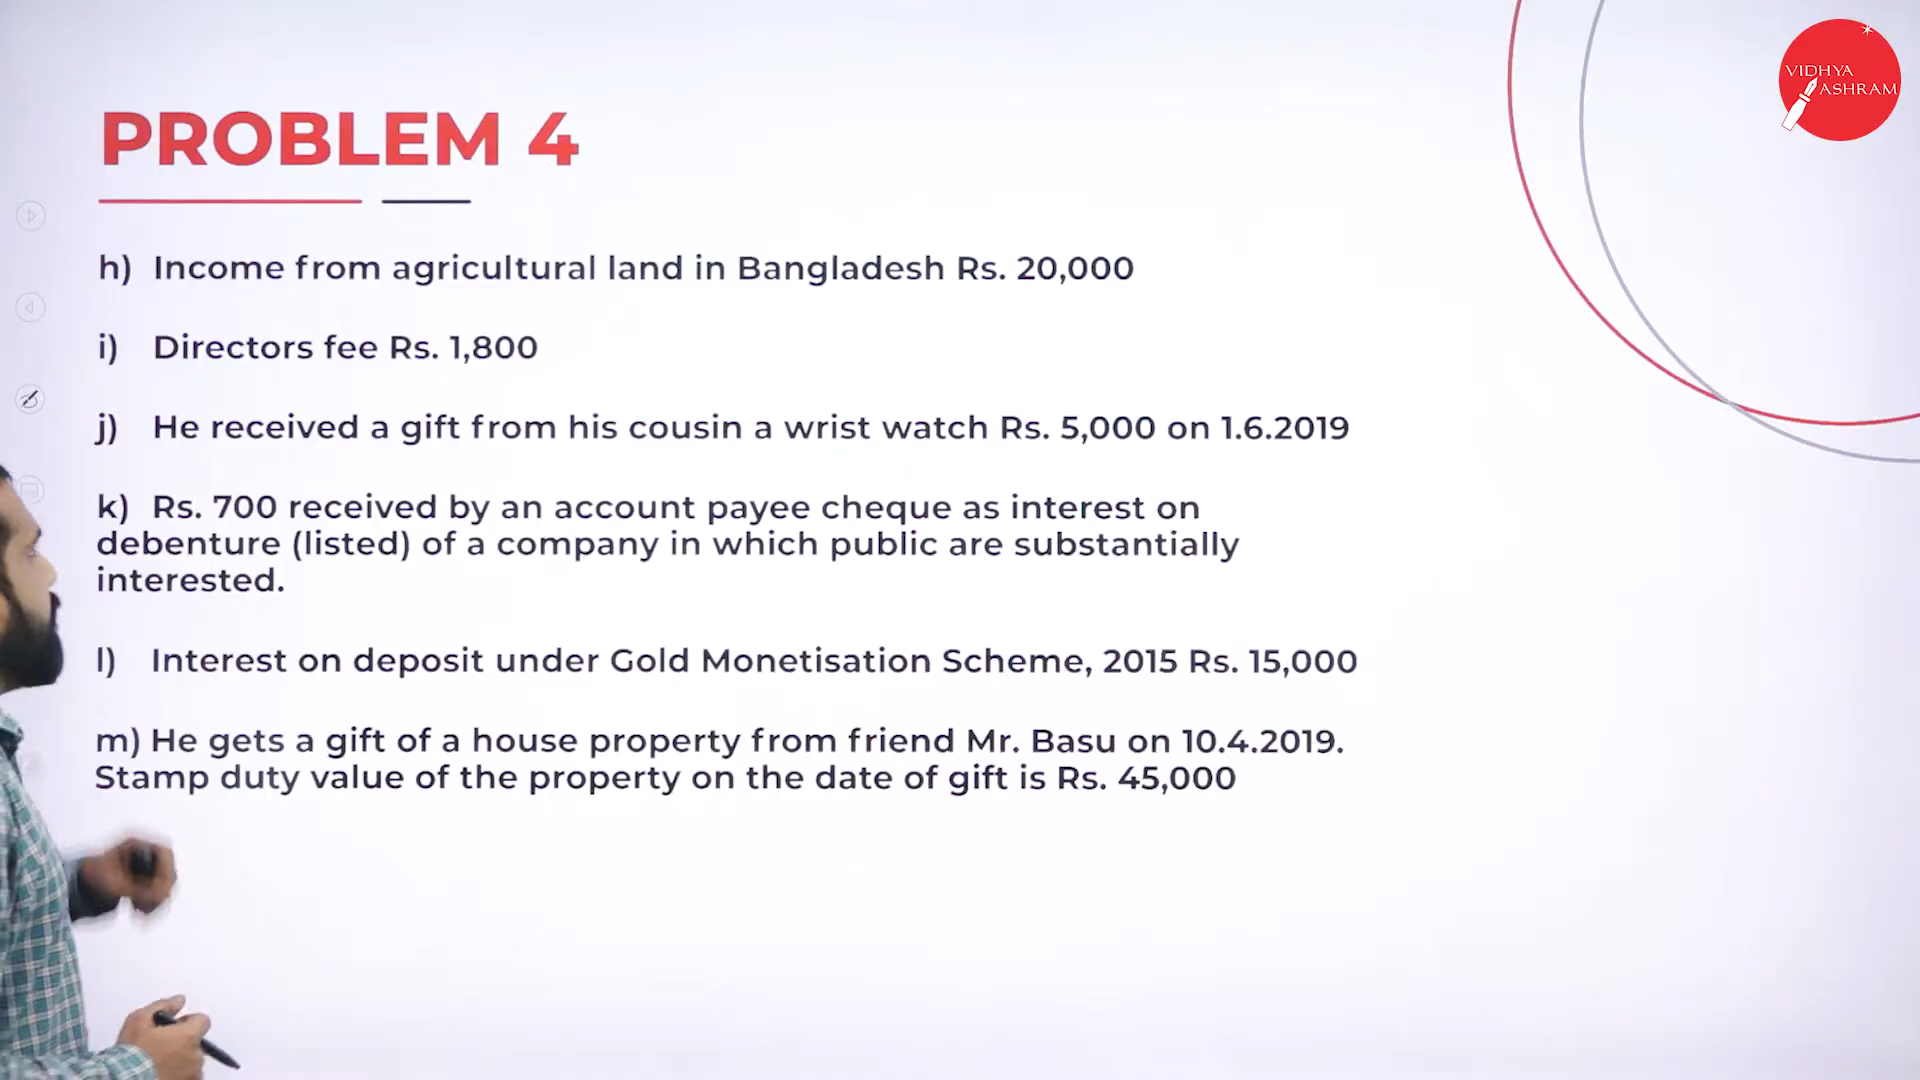 VIDHYA
ASHRAM
PROBLEM 4
h) Income from agricultural land in Bangladesh Rs. 20,000
i) Directors fee Rs. 1,800
j) He received a gift from his cousin a wrist watch Rs. 5,000 on 1.6.2019
k) Rs. 700 received by an account payee cheque as interest on
debenture (listed) of a company in which public are substantially
interested.
l) Interest on deposit under Gold Monetisation Scheme, 2015 Rs. 15,000
m) He gets a gift of a house property from friend Mr. Basu on 10.4.2019.
Stamp duty value of the property on the date of gift is Rs. 45,000